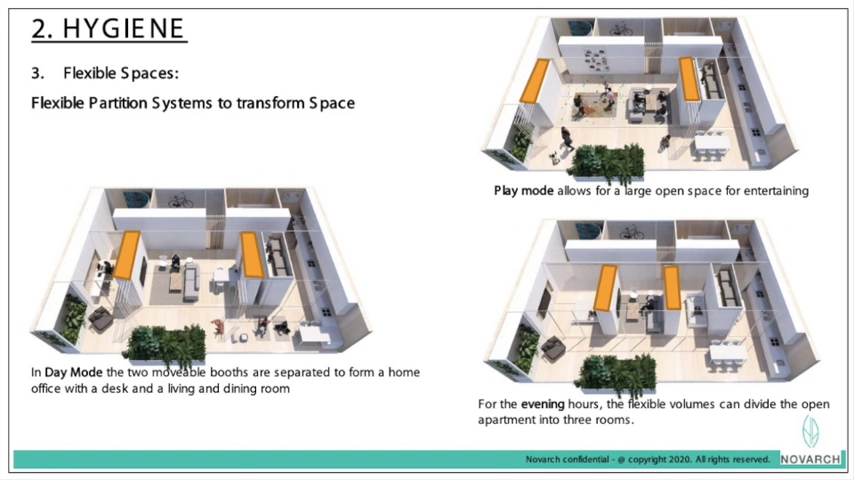 2. HYGIENE
3. Flexible Spaces:
Flexible Partition Systems to transform Space
Play mode allows for a large open space for entertaining
In Day Mode the two moveable booths are separated to form a home
office with a desk and a living and dining room
For the evening hours, the flexible volumes can divide the open
apartment into three rooms.
Novarch confidential - @ copyright 2020. All rights reserved.
NOVARCH